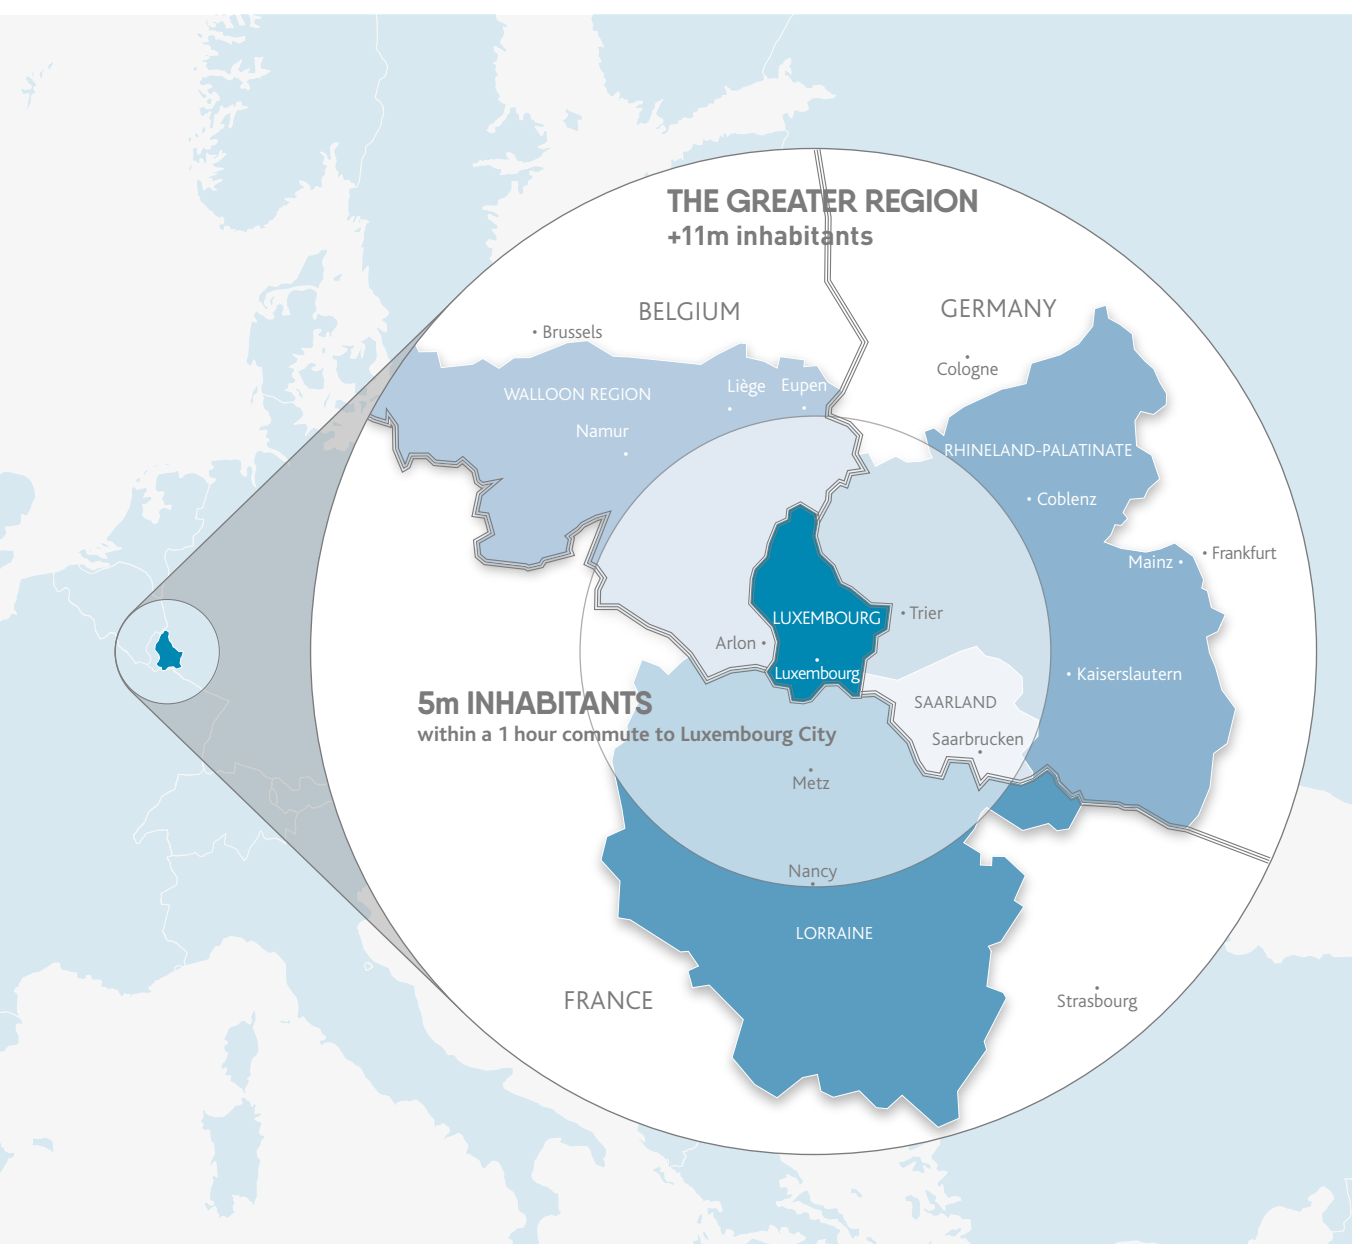 THE GREATER REGION
+11m inhabitants
BELGIUM
GERMANY
Brussels
Cologne
WALLOON REGION
Liège
Eupen
Namur
RHINELAND-PALATINATE
Coblenz
Mainz
Frankfurt
LUXEMBOURG
Trier
Arlon
Luxembourg
Kaiserslautern
5m INHABITANTS
within a 1 hour commute to Luxembourg City
SAARLAND
Saarbrucken
Metz
Nancy
LORRAINE
FRANCE
Strasbourg